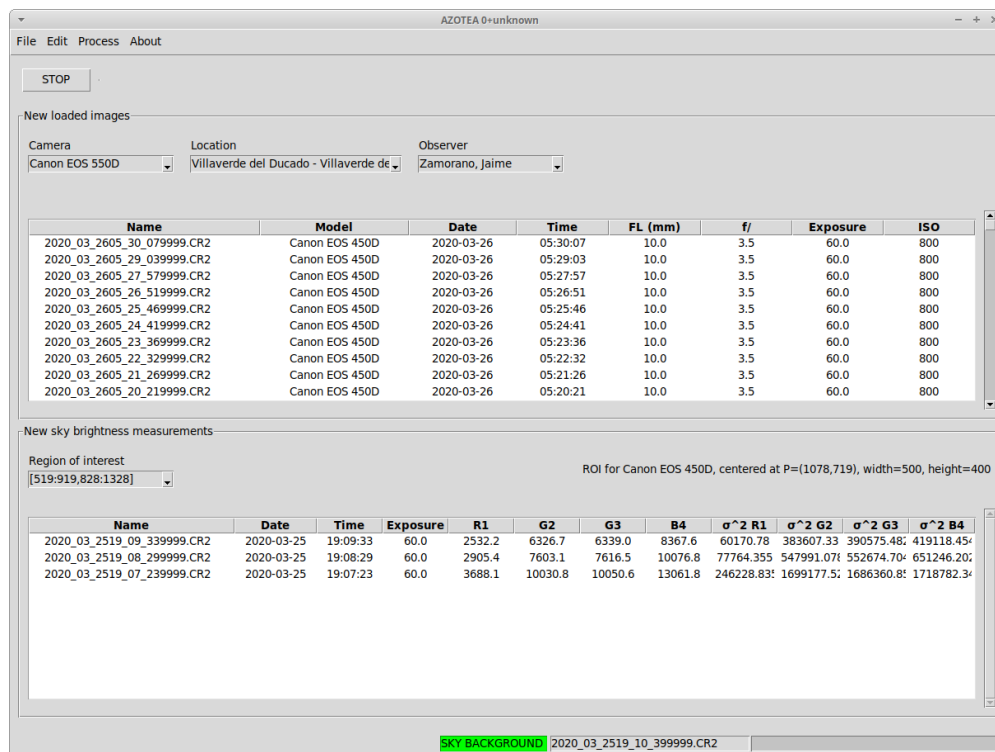 AZOTEA 0+unknown
File Edit Process About
STOP
New loaded images
Camera Location Observer
Canon EOS 550D Villaverde del Ducado - Villaverde de Zamorano, Jaime
Name Model Date Time FL (mm) f/ Exposure ISO
2020_03_2605_30_079999.CR2 Canon EOS 450D 2020-03-26 05:30:07 10.0 3.5 60.0 800
2020_03_2605_29_039999.CR2 Canon EOS 450D 2020-03-26 05:29:03 10.0 3.5 60.0 800
2020_03_2605_27_579999.CR2 Canon EOS 450D 2020-03-26 05:27:57 10.0 3.5 60.0 800
2020_03_2605_26_519999.CR2 Canon EOS 450D 2020-03-26 05:26:51 10.0 3.5 60.0 800
2020_03_2605_25_469999.CR2 Canon EOS 450D 2020-03-26 05:25:46 10.0 3.5 60.0 800
2020_03_2605_24_419999.CR2 Canon EOS 450D 2020-03-26 05:24:41 10.0 3.5 60.0 800
2020_03_2605_23_369999.CR2 Canon EOS 450D 2020-03-26 05:23:36 10.0 3.5 60.0 800
2020_03_2605_22_329999.CR2 Canon EOS 450D 2020-03-26 05:22:32 10.0 3.5 60.0 800
2020_03_2605_21_269999.CR2 Canon EOS 450D 2020-03-26 05:21:26 10.0 3.5 60.0 800
2020_03_2605_20_219999.CR2 Canon EOS 450D 2020-03-26 05:20:21 10.0 3.5 60.0 800
New sky brightness measurements
Region of interest
[519:919,828:1328] ROI for Canon EOS 450D, centered at P=(1078,719), width=500, height=400
Name Date Time Exposure R1 G2 G3 B4 σ^2 R1 σ^2 G2 σ^2 G3 σ^2 B4
2020_03_2519_09_339999.CR2 2020-03-25 19:09:33 60.0 2532.2 6326.7 6339.0 8367.6 60170.78 383607.33 390575.482 419118.454
2020_03_2519_08_299999.CR2 2020-03-25 19:08:29 60.0 2905.4 7603.1 7616.5 10076.8 77764.355 547991.078 552674.704 651246.202
2020_03_2519_07_239999.CR2 2020-03-25 19:07:23 60.0 3688.1 10030.8 10050.6 13061.8 246228.835 1699177.52 1686360.85 1718782.34
SKY BACKGROUND 2020_03_2519_10_399999.CR2